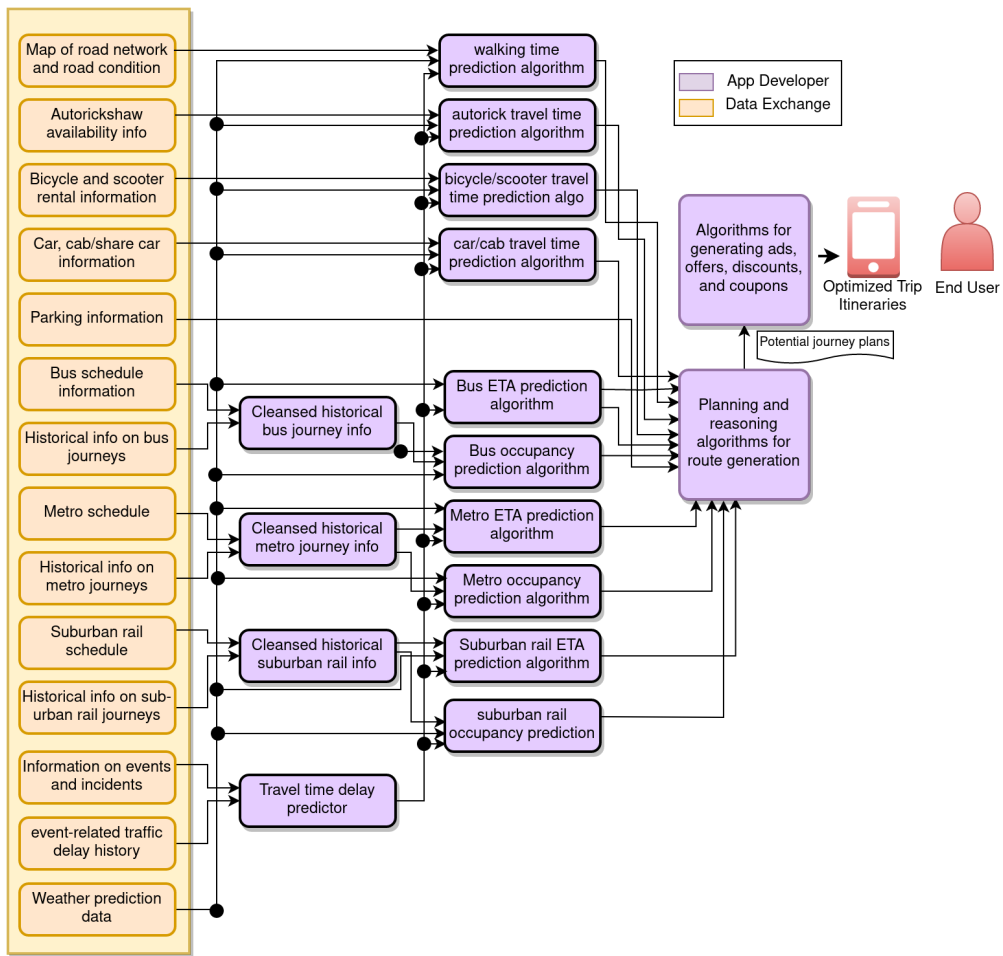 Map of road network
and road condition
Autorickshaw
availability info
Bicycle and scooter
rental information
Car, cab/share car
information
Parking information
Bus schedule
information
Historical info on bus
journeys
Metro schedule
Historical info on
metro journeys
Suburban rail
schedule
Historical info on sub-
urban rail journeys
Information on events
and incidents
event-related traffic
delay history
Weather prediction
data
Cleansed historical
bus journey info
Cleansed historical
metro journey info
Cleansed historical
suburban rail info
Travel time delay
predictor
walking time
prediction algorithm
autorick travel time
prediction algorithm
bicycle/scooter travel
time prediction algo
car/cab travel time
prediction algorithm
Bus ETA prediction
algorithm
Bus occupancy
prediction algorithm
Metro ETA prediction
algorithm
Metro occupancy
prediction algorithm
Suburban rail ETA
prediction algorithm
suburban rail
occupancy prediction
App Developer
Data Exchange
Algorithms for
generating ads,
offers, discounts,
and coupons
Potential journey plans
Planning and
reasoning
algorithms for
route generation
Optimized Trip
Itineraries
End User